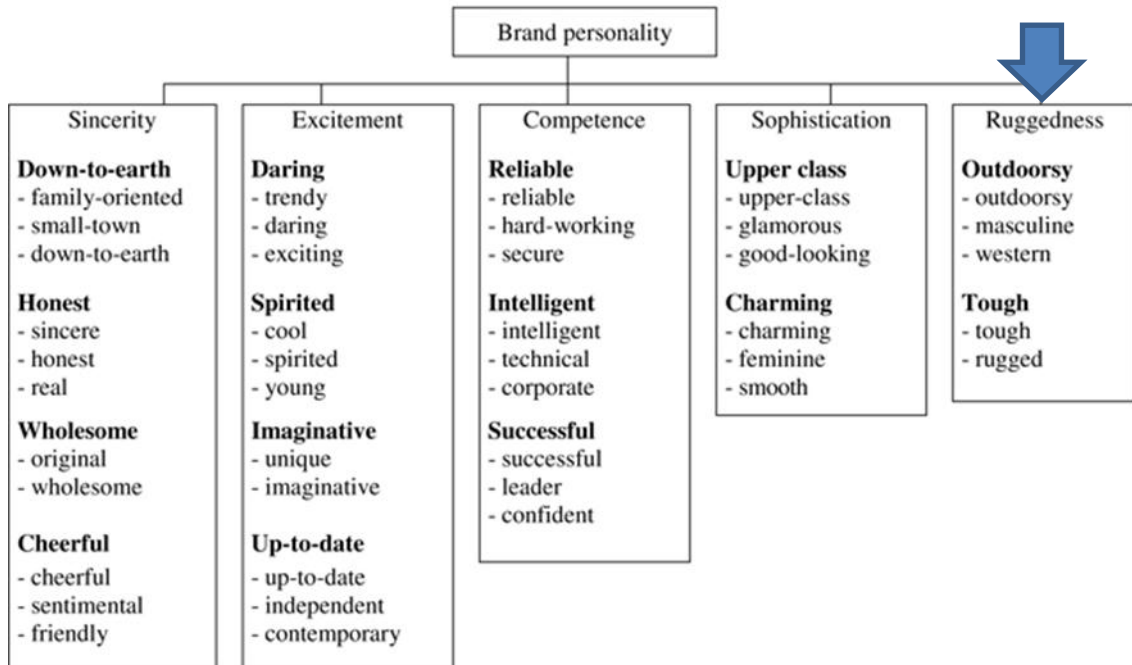 Brand personality
Sincerity
Down-to-earth
- family-oriented
- small-town
- down-to-earth
Honest
- sincere
- honest
- real
Wholesome
- original
- wholesome
Cheerful
- cheerful
- sentimental
- friendly
Excitement
Daring
- trendy
- daring
- exciting
Spirited
- cool
- spirited
- young
Imaginative
- unique
- imaginative
Up-to-date
- up-to-date
- independent
- contemporary
Competence
Reliable
- reliable
- hard-working
- secure
Intelligent
- intelligent
- technical
- corporate
Successful
- successful
- leader
- confident
Sophistication
Upper class
- upper-class
- glamorous
- good-looking
Charming
- charming
- feminine
- smooth
Ruggedness
Outdoorsy
- outdoorsy
- masculine
- western
Tough
- tough
- rugged